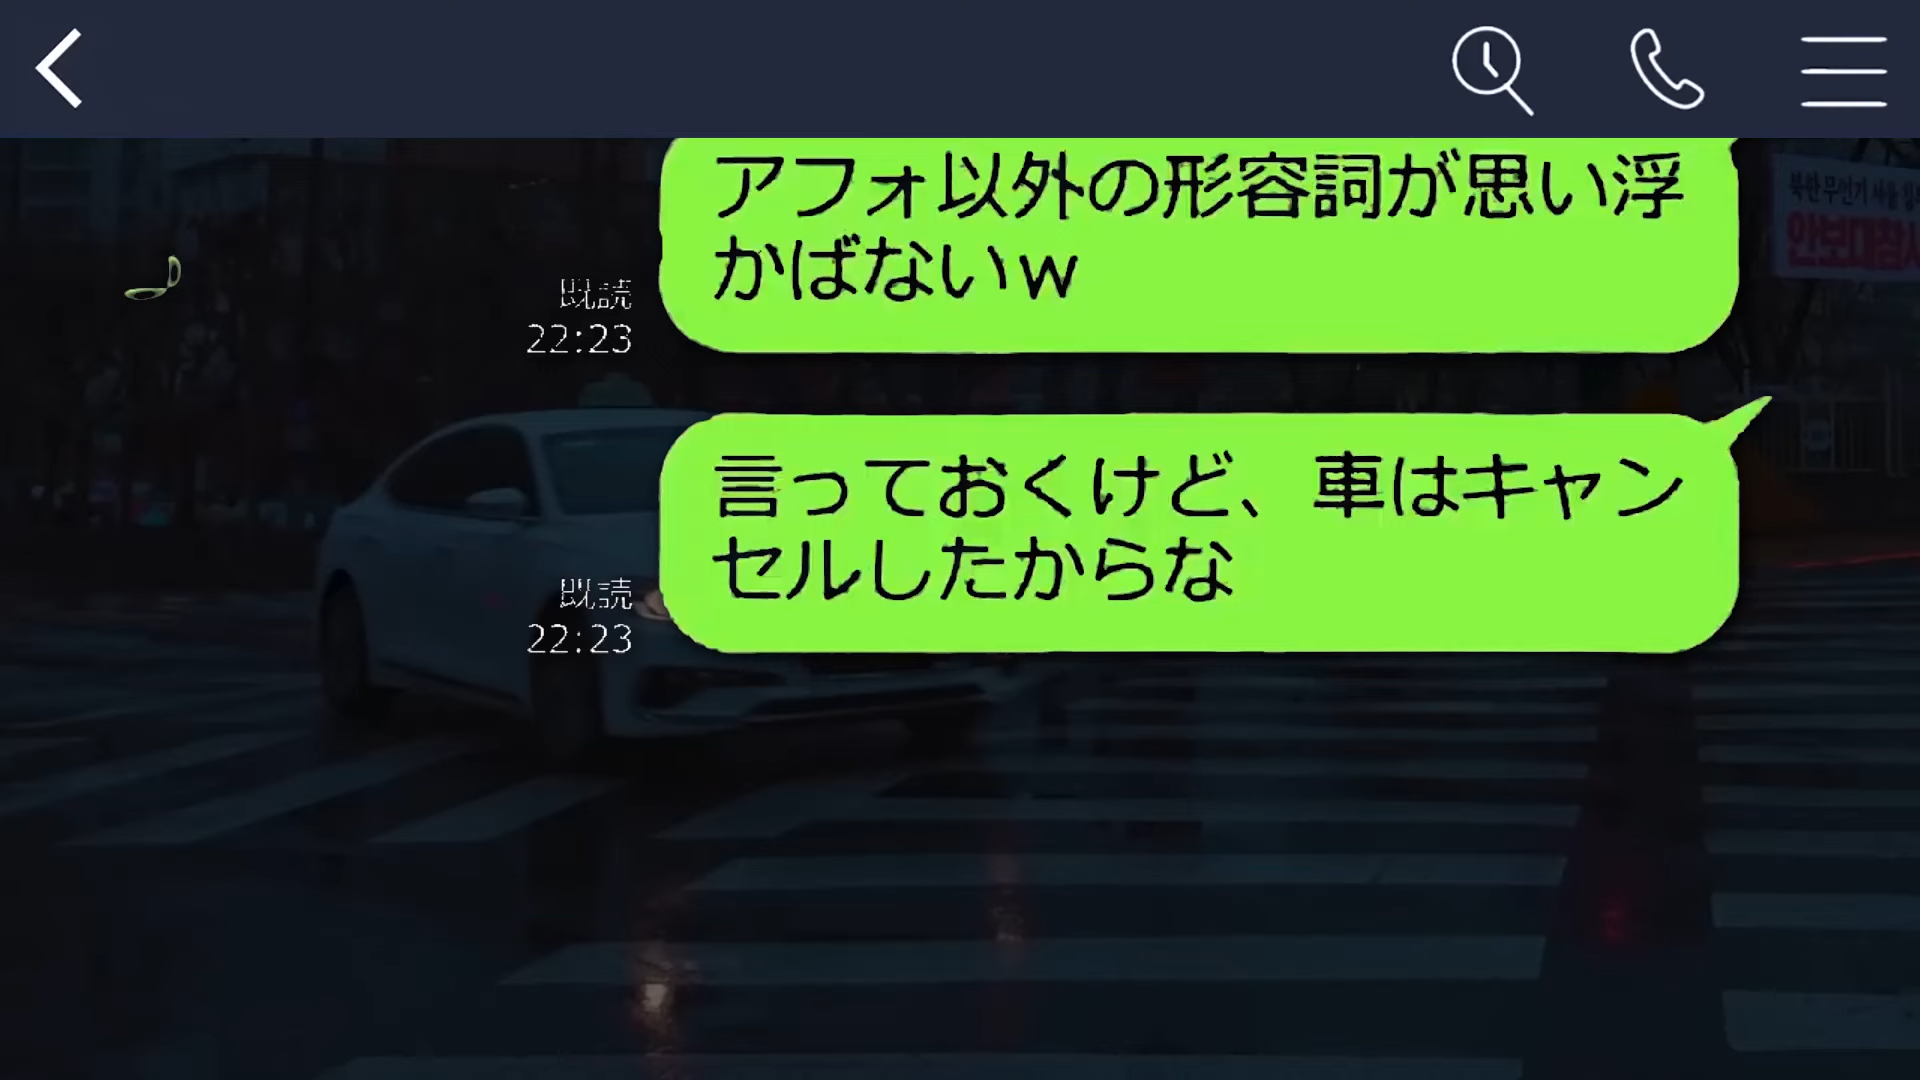 アフォ以外の形容詞が思い浮
かばないw
既読
22:23
言っておくけど、車はキャン
セルしたからな
既読
22:23